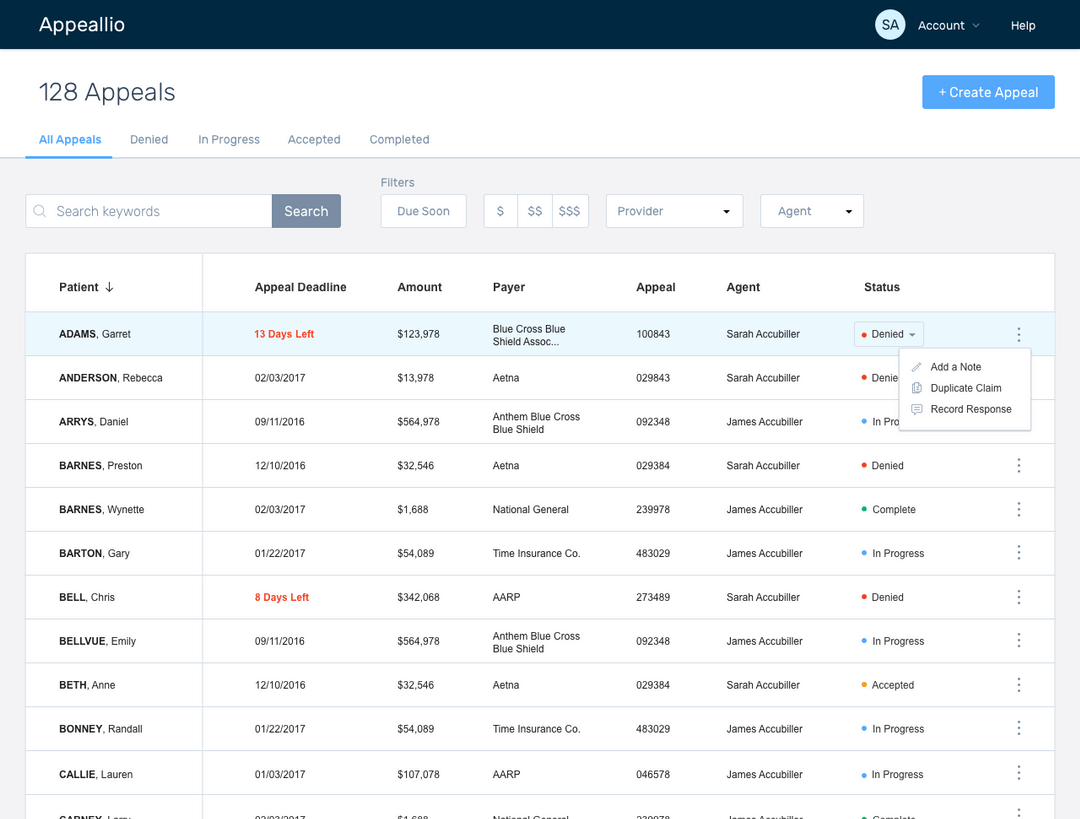 Appeallio
SA Account Help
128 Appeals
+ Create Appeal
All Appeals Denied In Progress Accepted Completed
Filters
Search keywords Search Due Soon $ $$ $$$ Provider Agent
Patient ↓ Appeal Deadline Amount Payer Appeal Agent Status
ADAMS, Garret 13 Days Left $123,978 Blue Cross Blue Shield Assoc... 100843 Sarah Accubiller Denied
Add a Note
Duplicate Claim
Record Response
ANDERSON, Rebecca 02/03/2017 $13,978 Aetna 029843 Sarah Accubiller Denie
ARRYS, Daniel 09/11/2016 $564,978 Anthem Blue Cross Blue Shield 092348 James Accubiller In Pro
BARNES, Preston 12/10/2016 $32,546 Aetna 029384 Sarah Accubiller Denied
BARNES, Wynette 02/03/2017 $1,688 National General 239978 James Accubiller Complete
BARTON, Gary 01/22/2017 $54,089 Time Insurance Co. 483029 James Accubiller In Progress
BELL, Chris 8 Days Left $342,068 AARP 273489 Sarah Accubiller Denied
BELLVUE, Emily 09/11/2016 $564,978 Anthem Blue Cross Blue Shield 092348 James Accubiller In Progress
BETH, Anne 12/10/2016 $32,546 Aetna 029384 Sarah Accubiller Accepted
BONNEY, Randall 01/22/2017 $54,089 Time Insurance Co. 483029 James Accubiller In Progress
CALLIE, Lauren 01/03/2017 $107,078 AARP 046578 James Accubiller In Progress